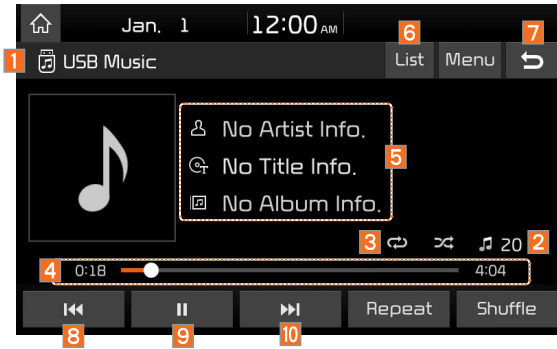 Jan. 1 12:00 AM
6 7
1 USB Music List Menu
No Artist Info.
No Title Info. 5
No Album Info.
3 20 2
4 0:18 4:04
Repeat Shuffle
8 9 10